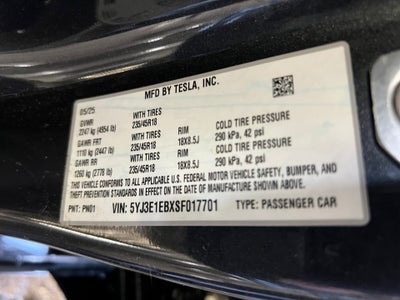 MFD BY TESLA, INC.
05/25
GVWR
2247 kg (4954 lb) WITH TIRES RIM COLD TIRE PRESSURE
GAWR FRT 235/45R18 18X8.5J 290 kPa, 42 psi
1110 kg (2447 lb) WITH TIRES RIM COLD TIRE PRESSURE
GAWR RR 235/45R18 18X8.5J 290 kPa, 42 psi
1260 kg (2778 lb)
THIS VEHICLE CONFORMS TO ALL APPLICABLE U.S. FEDERAL MOTOR VEHICLE SAFETY, BUMPER, AND
THEFT PREVENTION STANDARDS IN EFFECT ON THE DATE OF MANUFACTURE SHOWN ABOVE.
PNT: PN01 VIN: 5YJ3E1EBXSF017701 TYPE: PASSENGER CAR